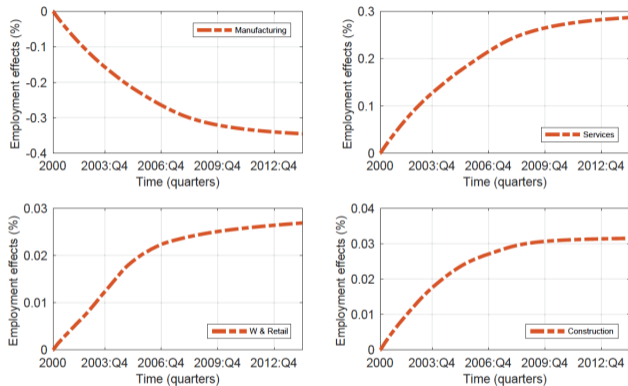 Employment effects (%)
0
-0.1
-0.2
-0.3
-0.4
Manufacturing
2000 2003:Q4 2006:Q4 2009:Q4 2012:Q4
Time (quarters)
Employment effects (%)
0.3
0.2
0.1
0
Services
2000 2003:Q4 2006:Q4 2009:Q4 2012:Q4
Time (quarters)
Employment effects (%)
0.03
0.02
0.01
0
W & Retail
2000 2003:Q4 2006:Q4 2009:Q4 2012:Q4
Time (quarters)
Employment effects (%)
0.04
0.03
0.02
0.01
0
Construction
2000 2003:Q4 2006:Q4 2009:Q4 2012:Q4
Time (quarters)